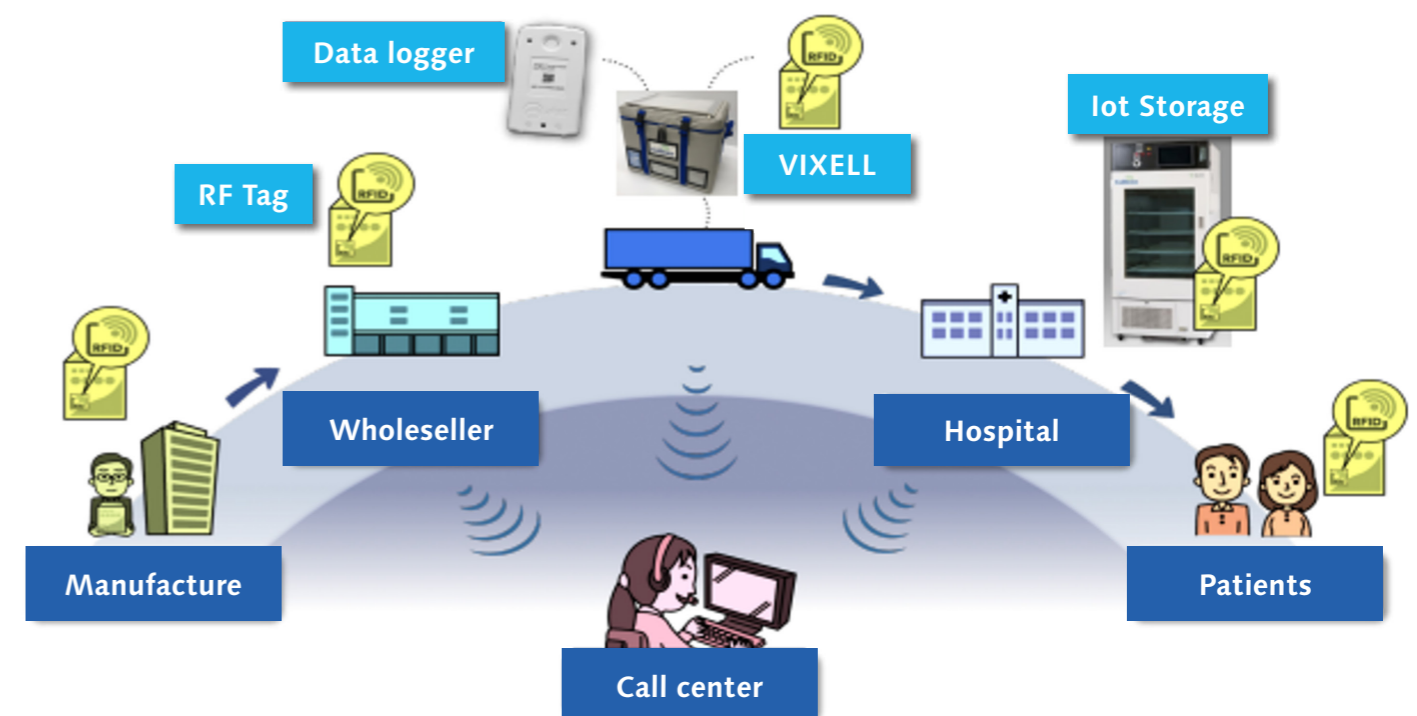 Data logger
RFID
VIXELL
Iot Storage
RF Tag
RFID
RFID
RFID
Wholeseller
Hospital
RFID
Manufacture
Patients
Call center